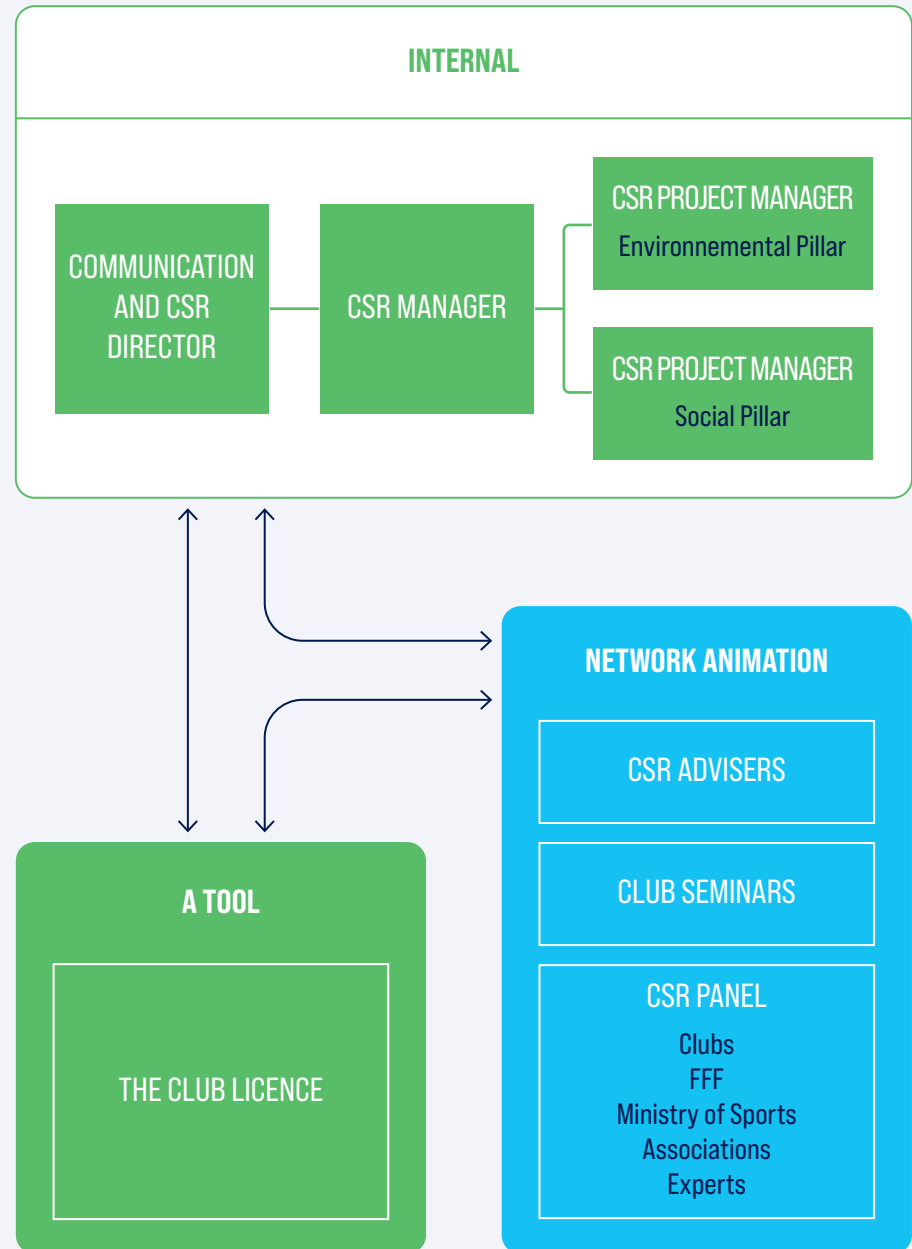 INTERNAL
COMMUNICATION
AND CSR
DIRECTOR
CSR MANAGER
CSR PROJECT MANAGER
Environnemental Pillar
CSR PROJECT MANAGER
Social Pillar
A TOOL
THE CLUB LICENCE
NETWORK ANIMATION
CSR ADVISERS
CLUB SEMINARS
CSR PANEL
Clubs
FFF
Ministry of Sports
Associations
Experts